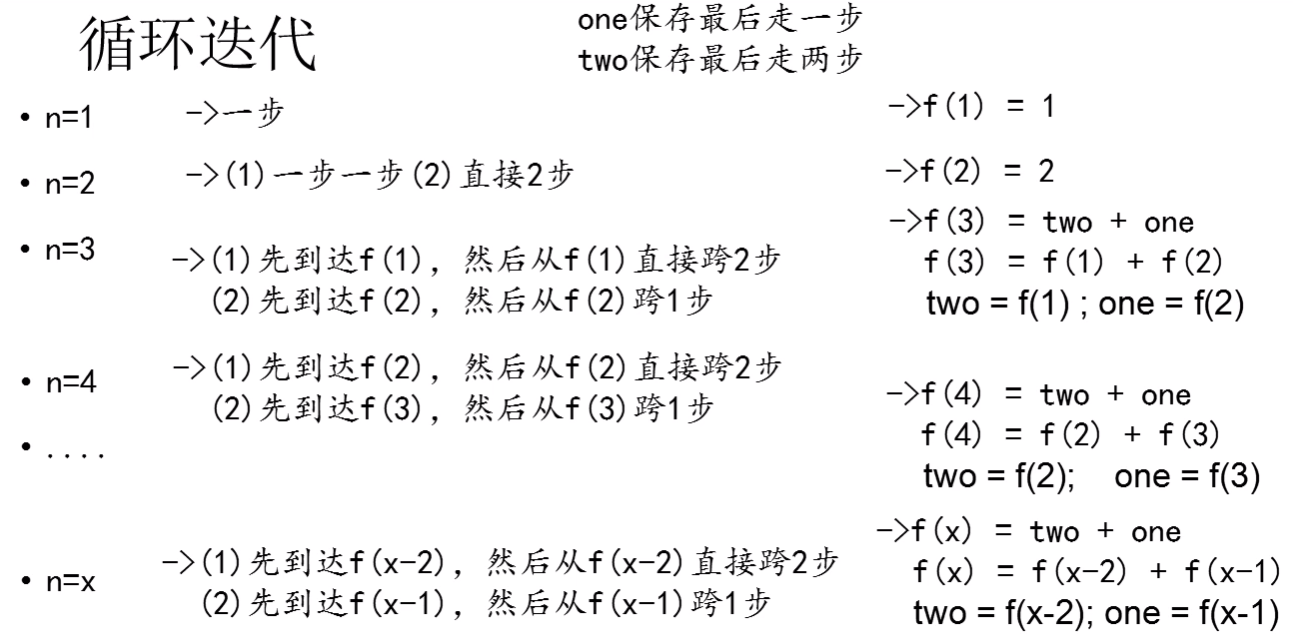 循环迭代
one保存最后走一步
two保存最后走两步
• n=1 ->一步 ->f(1) = 1
• n=2 ->(1)一步一步(2)直接2步 ->f(2) = 2
• n=3 ->(1)先到达f(1), 然后从f(1)直接跨2步
(2)先到达f(2), 然后从f(2)跨1步
->f(3) = two + one
f(3) = f(1) + f(2)
two = f(1) ; one = f(2)
• n=4 ->(1)先到达f(2), 然后从f(2)直接跨2步
(2)先到达f(3), 然后从f(3)跨1步
->f(4) = two + one
f(4) = f(2) + f(3)
two = f(2); one = f(3)
• ....
• n=x ->(1)先到达f(x-2), 然后从f(x-2)直接跨2步
(2)先到达f(x-1), 然后从f(x-1)跨1步
->f(x) = two + one
f(x) = f(x-2) + f(x-1)
two = f(x-2); one = f(x-1)